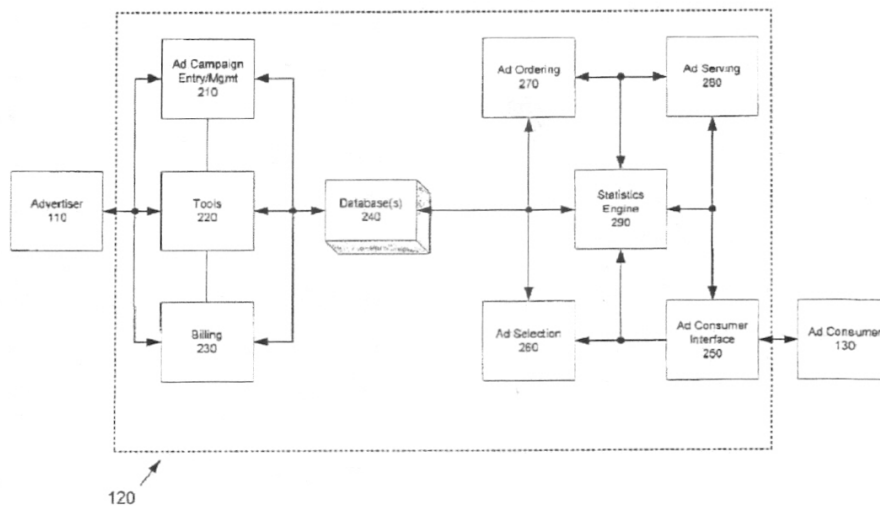 Ad Campaign
Entry/Mgmt
210
Ad Ordering
270
Ad Serving
280
Advertiser
110
Tools
220
Database(s)
240
Statistics
Engine
290
Billing
230
Ad Selection
260
Ad Consumer
Interface
250
Ad Consumer
130
120